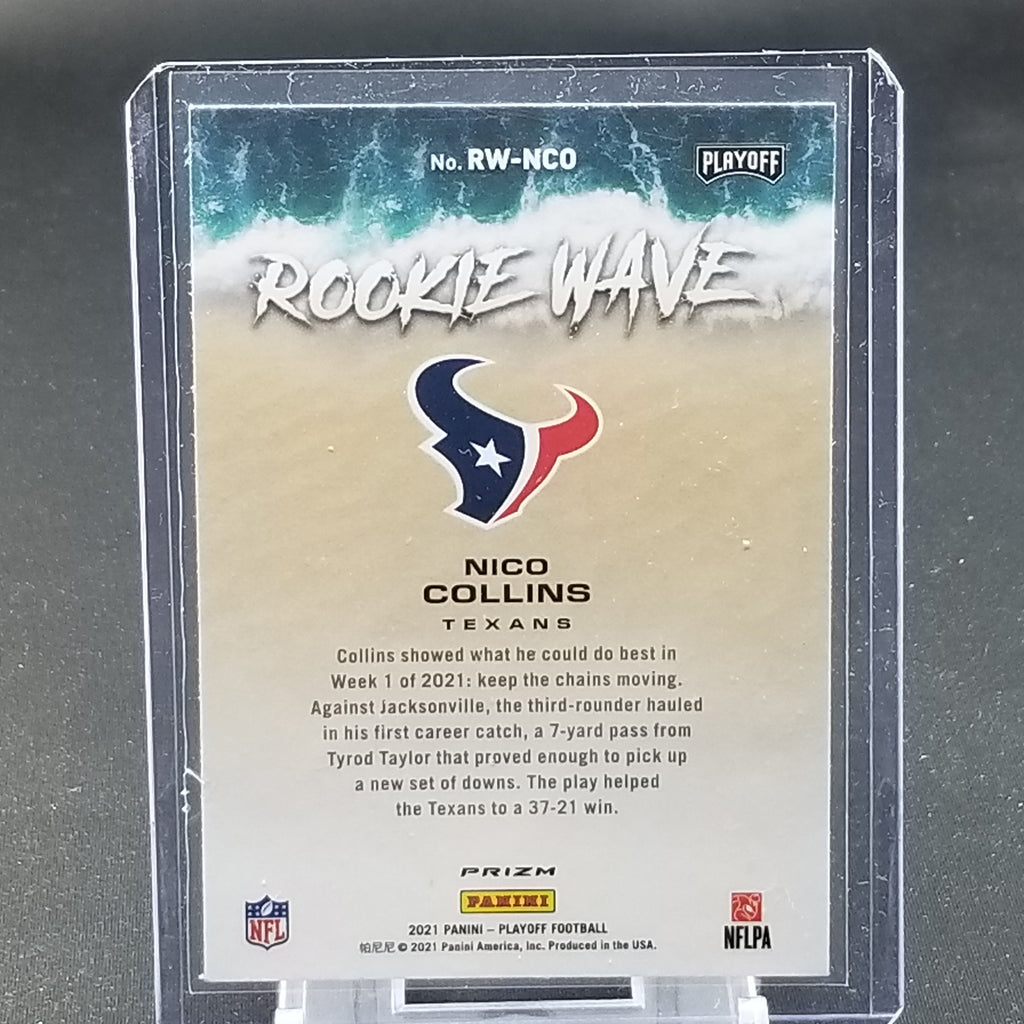 No. RW-NCO
PLAYOFF
ROOKIE WAVE
NICO
COLLINS
TEXANS
Collins showed what he could do best in
Week 1 of 2021: keep the chains moving.
Against Jacksonville, the third-rounder hauled
in his first career catch, a 7-yard pass from
Tyrod Taylor that proved enough to pick up
a new set of downs. The play helped
the Texans to a 37-21 win.
PRIZM
PANINI
NFL
NFLPA
2021 PANINI – PLAYOFF FOOTBALL
帕尼尼 © 2021 Panini America, Inc. Produced in the USA.